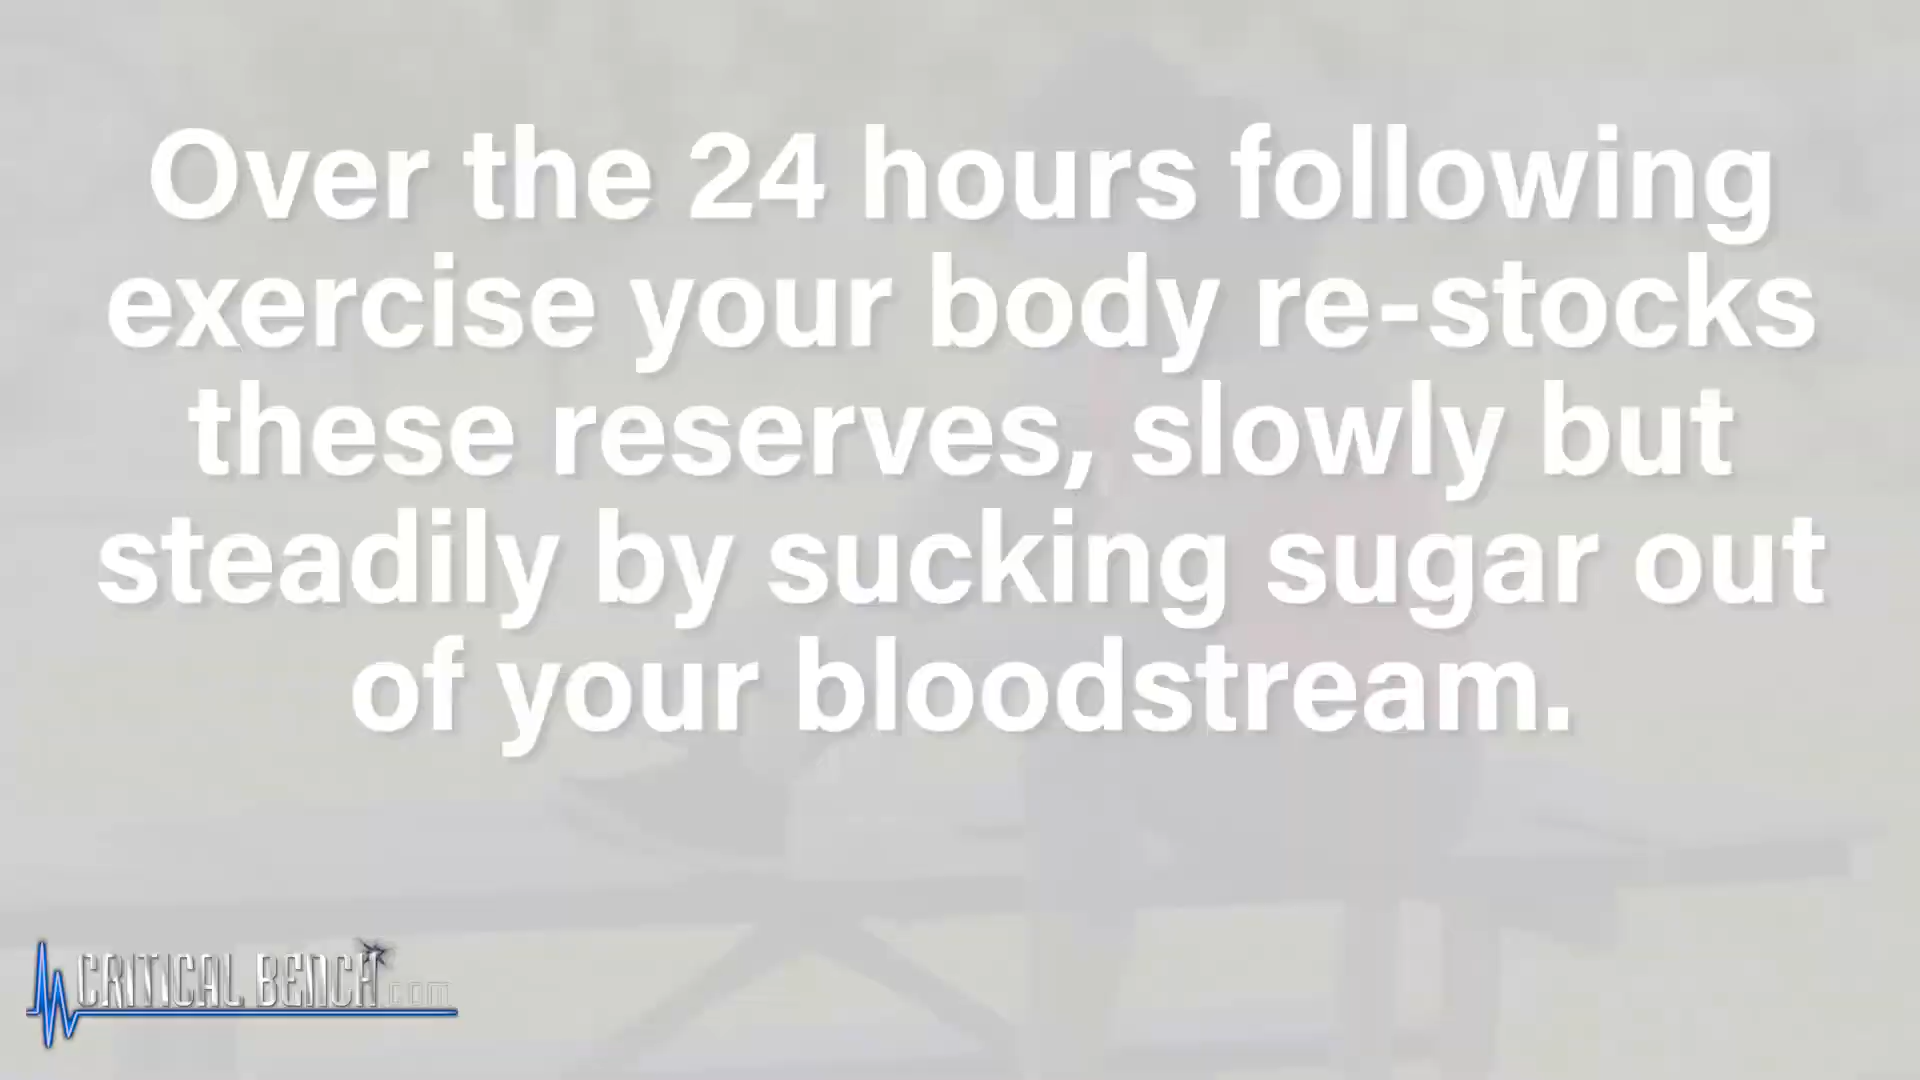 Over the 24 hours following
exercise your body re-stocks
these reserves, slowly but
steadily by sucking sugar out
of your bloodstream.
CRITICAL BENCH.com